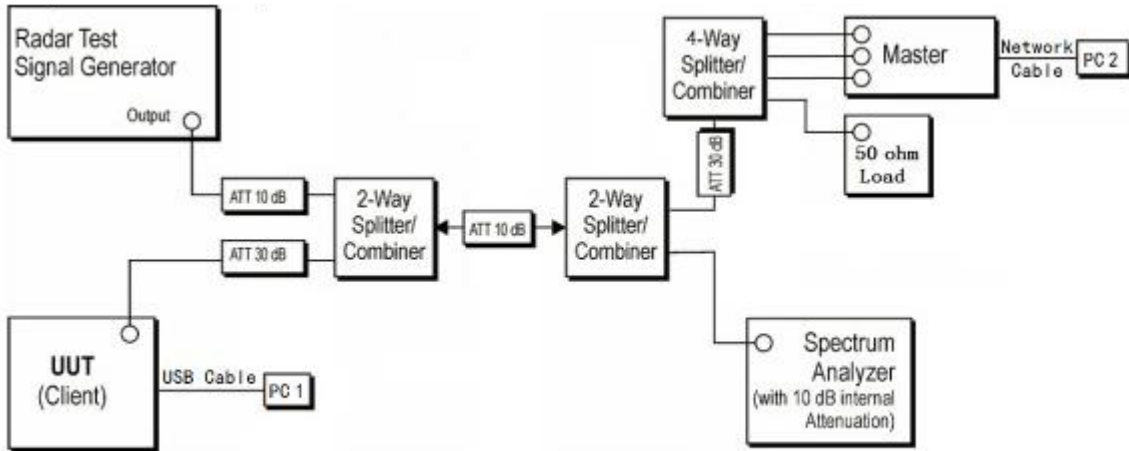 Radar Test
Signal Generator
Output
ATT 10 dB
2-Way
Splitter/
Combiner
ATT 30 dB
ATT 10 dB
2-Way
Splitter/
Combiner
ATT 30 dB
4-Way
Splitter/
Combiner
Master
Network
Cable
PC 2
50 ohm
Load
UUT
(Client)
USB Cable
PC 1
Spectrum
Analyzer
(with 10 dB internal
Attenuation)